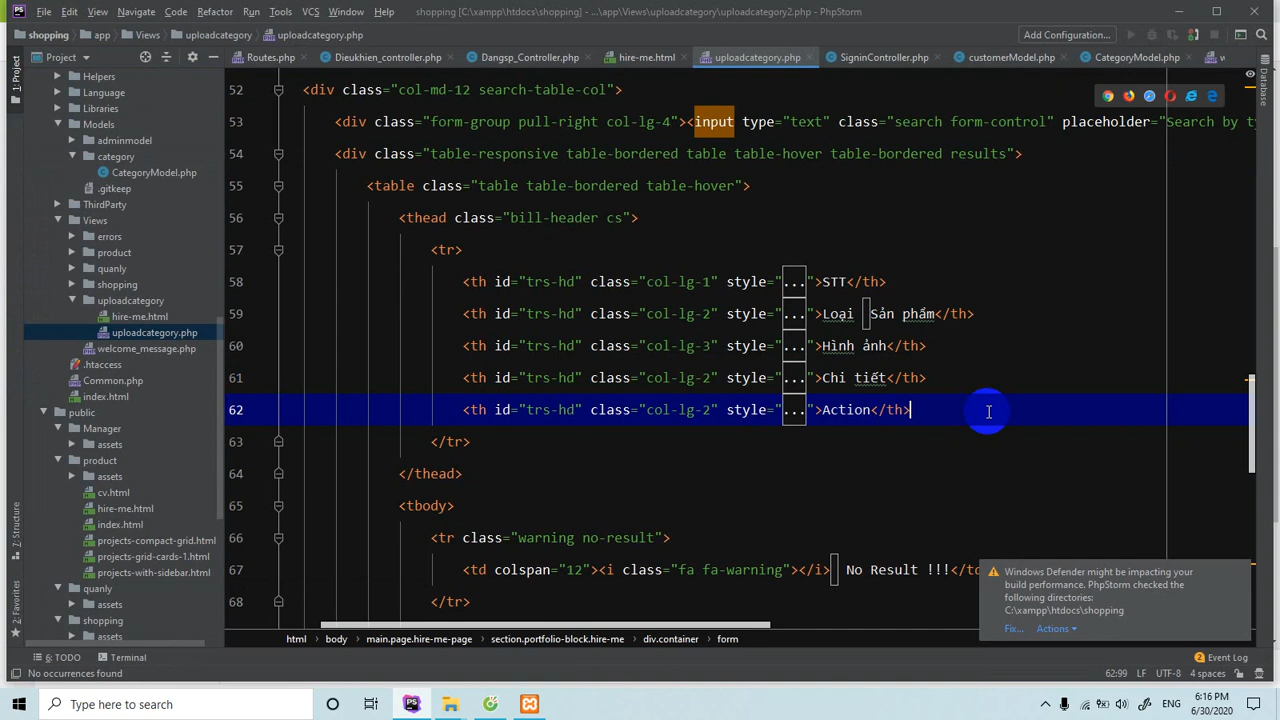 File Edit View Navigate Code Refactor Run Tools VCS Window Help shopping [C:\xampp\htdocs\shopping] - ...\app\Views\uploadcategory\uploadcategory2.php - PhpStorm
shopping app Views uploadcategory uploadcategory.php Add Configuration...
Project Routes.php Dieukhien_controller.php Dangsp_Controller.php hire-me.html uploadcategory.php SigninController.php customerModel.php CategoryModel.php
Helpers
Language
Libraries
Models
adminmodel
category
CategoryModel.php
.gitkeep
ThirdParty
Views
errors
product
quanly
shopping
uploadcategory
hire-me.html
uploadcategory.php
welcome_message.php
.htaccess
Common.php
index.html
public
Manager
assets
product
assets
cv.html
hire-me.html
index.html
projects-compact-grid.html
projects-grid-cards-1.html
projects-with-sidebar.html
quanly
assets
shopping
assets
1: Project
7: Structure
2: Favorites
Database
52 <div class="col-md-12 search-table-col">
53 <div class="form-group pull-right col-lg-4"><input type="text" class="search form-control" placeholder="Search by ty
54 <div class="table-responsive table-bordered table table-hover table-bordered results">
55 <table class="table table-bordered table-hover">
56 <thead class="bill-header cs">
57 <tr>
58 <th id="trs-hd" class="col-lg-1" style="...">STT</th>
59 <th id="trs-hd" class="col-lg-2" style="...">Loại Sản phẩm</th>
60 <th id="trs-hd" class="col-lg-3" style="...">Hình ảnh</th>
61 <th id="trs-hd" class="col-lg-2" style="...">Chi tiết</th>
62 <th id="trs-hd" class="col-lg-2" style="...">Action</th>
63 </tr>
64 </thead>
65 <tbody>
66 <tr class="warning no-result">
67 <td colspan="12"><i class="fa fa-warning"></i> No Result !!!</td
68 </tr>
Windows Defender might be impacting your
build performance. PhpStorm checked the
following directories:
C:\xampp\htdocs\shopping
Fix... Actions
html body main.page.hire-me-page section.portfolio-block.hire-me div.container form
6: TODO Terminal 2 Event Log
No occurrences found 62:99 LF UTF-8 4 spaces
Type here to search ENG 6:16 PM
6/30/2020